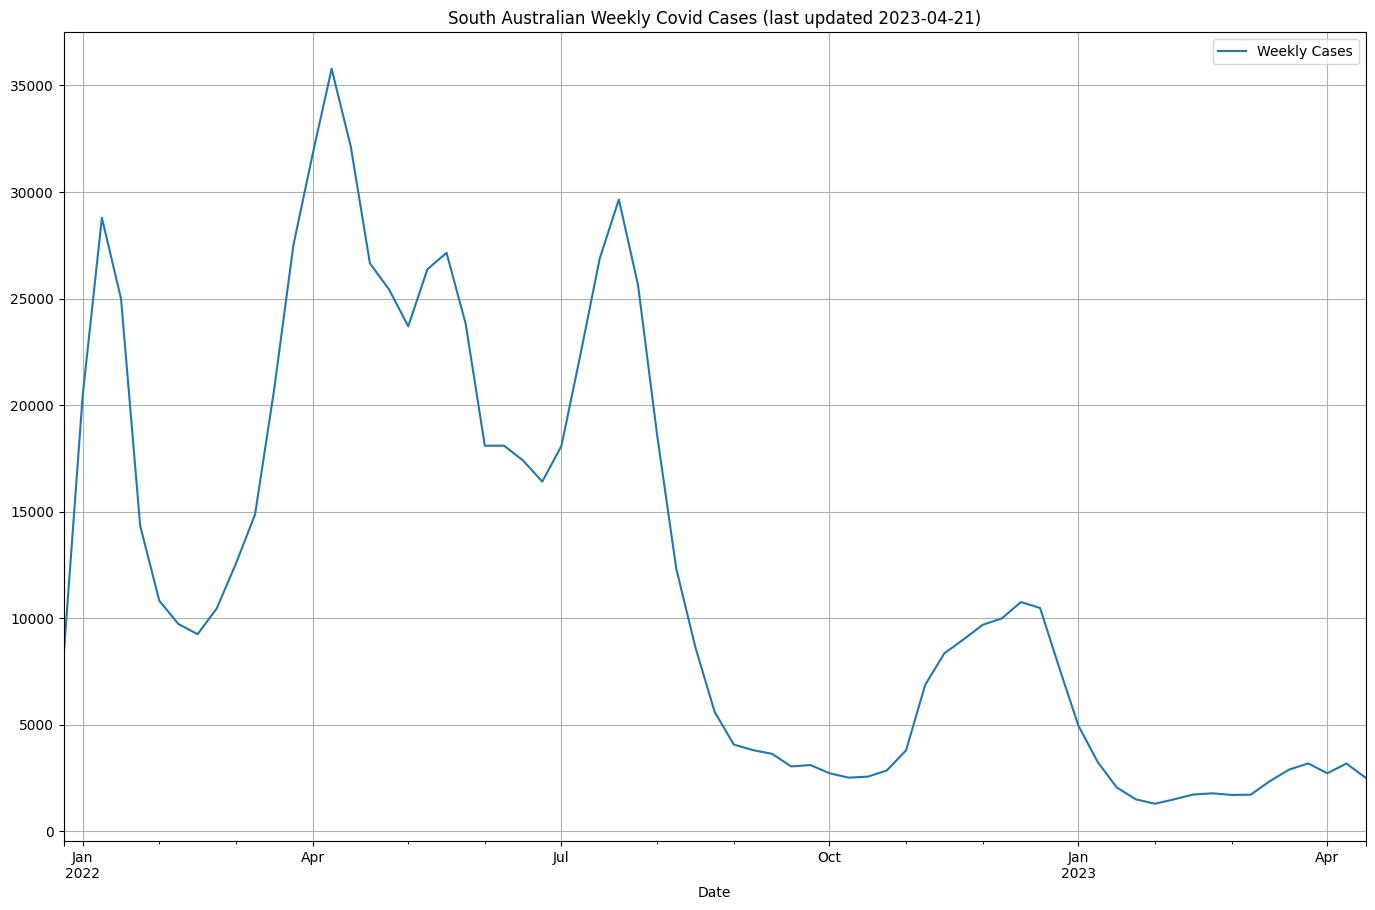 South Australian Weekly Covid Cases (last updated 2023-04-21)
Weekly Cases
35000
30000
25000
20000
15000
10000
5000
0
Jan Apr Jul Oct Jan Apr
2022 2023
Date